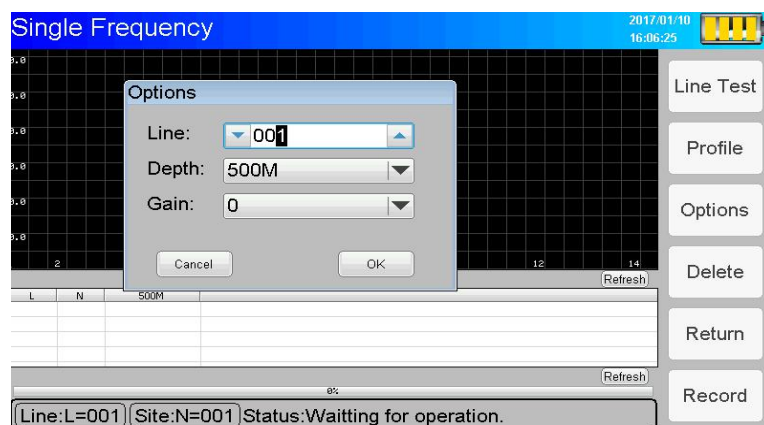 Single Frequency
2017/01/10
16:06:25
Options
Line: 001
Depth: 500M
Gain: 0
Cancel OK
2 12 14
Refresh
L N 500M
Refresh
0%
Line:L=001 Site:N=001 Status:Waitting for operation.
Line Test
Profile
Options
Delete
Return
Record